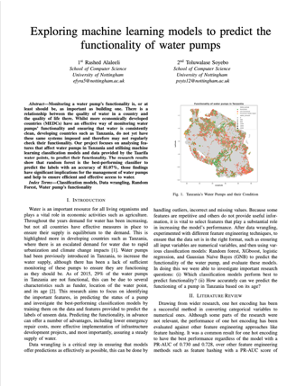 Exploring machine learning models to predict the
functionality of water pumps
1st Rashid Alateeli
School of Computer Science
University of Nottingham
2nd Toluwalase Soyebo
School of Computer Science
University of Nottingham
Abstract—Monitoring a water pump's functionality is, or at
least should be, as important as building one. There is a
relationship between the quality of water in a country and
the quality of life there. Whilst more economically developed
countries (MEDCs) have an effective way of monitoring water
pumps' functionality and ensuring that water is consistently
clean, developing countries such as Tanzania, do not yet have
these systems imposed and therefore may not regularly
check their functionality. Our project focuses on analysing
features that affect water pumps in Tanzania and utilising machine
learning classification models and data provided by the Taarifa
water points, to predict their functionality. The research results
show that random forest is the best-performing classifier to
predict the labels with an accuracy of
findings have significant implications for the management of water pumps
and help to ensure efficient and effective access to water.
Index Terms—Classification models, Data wrangling, Random
Forest, Water pump's functionality
I. INTRODUCTION
Water is an important resource for all living organisms and
plays a vital role in economic activities such as agriculture.
Throughout the years demand for water has been increasing,
but not all countries have effective measures in place to
ensure their supply is equilibrium to the demand. This is
highlighted more in developing countries such as Tanzania,
where there is an escalated demand for water due to rapid
urbanization and climate change impacts [1]. Water pumps
had been previously introduced in Tanzania, to increase the
water supply, although there has been a lack of sufficient
monitoring of these pumps to ensure they are functioning
as they should be. As of 2015, 29% of the water pumps
in Tanzania are not functional, this can be due to several
characteristics such as funder, location of the water point,
and its age [2]. This research aims to focus on identifying
the important features, in predicting the status of a pump
and investigate the best-performing classification models by
training them on the data and features provided to predict the
labels of unseen data. Predicting the functionality, in advance
can offer a number of advantages, including lower emergency
repair costs, more effective implementation of infrastructure
development projects, and most importantly, assuring a steady
supply of water.
Data wrangling is a critical step in ensuring that models
offer predictions as effectively as possible, this can be done by
Fig. 1. Tanzania's Water Pumps and their Condition
handling outliers, incorrect and missing values. Because some
features are repetitive and others do not provide useful
information, it is vital to select features that play a substantial role
in increasing the model's performance. After data wrangling,
experimented with different feature engineering techniques, to
ensure that the data set is in the right format, such as ensuring
all input variables are numerical variables, and then using
various classification models: Random forest, XGboost, logistic
regression, and Gaussian Naive Bayes (GNB) to predict the
functionality of the water pump, and evaluate these models.
In doing this we were able to investigate important research
questions: (i) Which classification models perform best to
predict functionality? (ii) How accurately can we predict the
functioning of a pump in Tanzania based on its age?
II. LITERATURE REVIEW
Drawing from wider research, one hot encoding has been
a successful method in converting categorical variables to
numerical ones. Although some parts of the research were
not relevant, the performance of one hot encoding has been
evaluated against other feature engineering approaches like
feature hashing. It was a common result for one hot encoding
to have the best performance regardless of the model with a
PR-AUC of 0.730 and 0.728, over other feature engineering
methods such as feature hashing with a PR-AUC score of